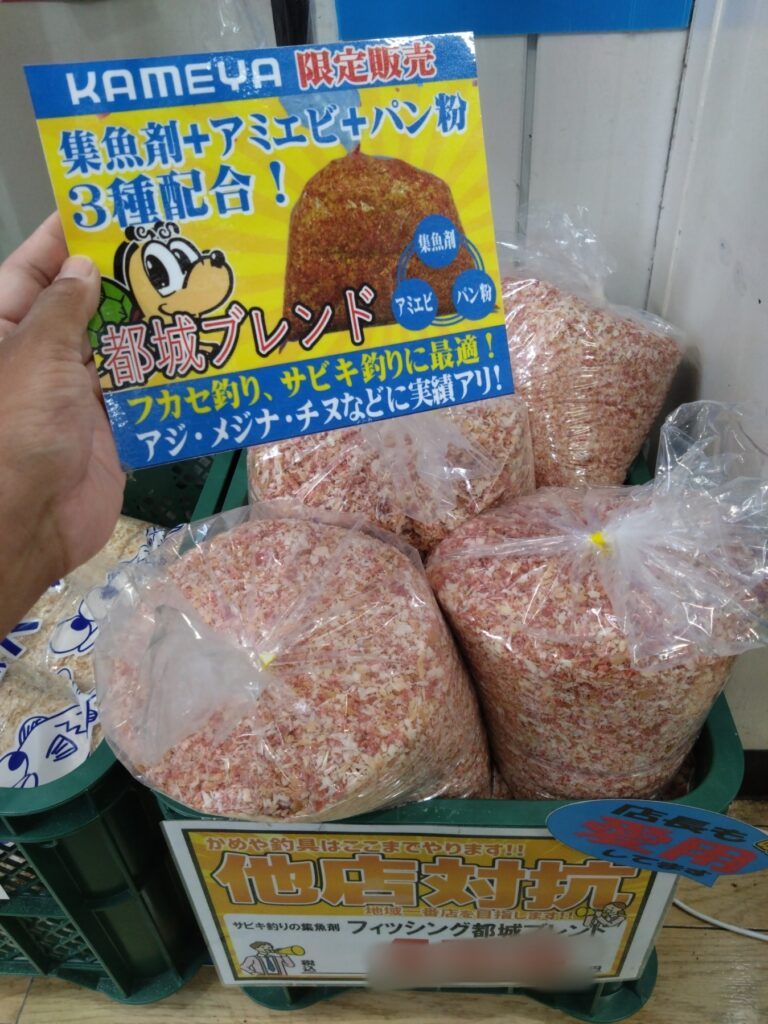 KAMEYA 限定販売
集魚剤+アミエビ+パン粉
3種配合!
集魚剤
アミエビ
パン粉
都城ブレンド
フカセ釣り、サビキ釣りに最適!
アジ・メジナ・チヌなどに実績アリ!
かめや釣具はここまでやります!!
他店対抗
地域一番店を目指します!!
サビキ釣りの集魚剤 フィッシング都城ブレンド
店長も
愛用
してます